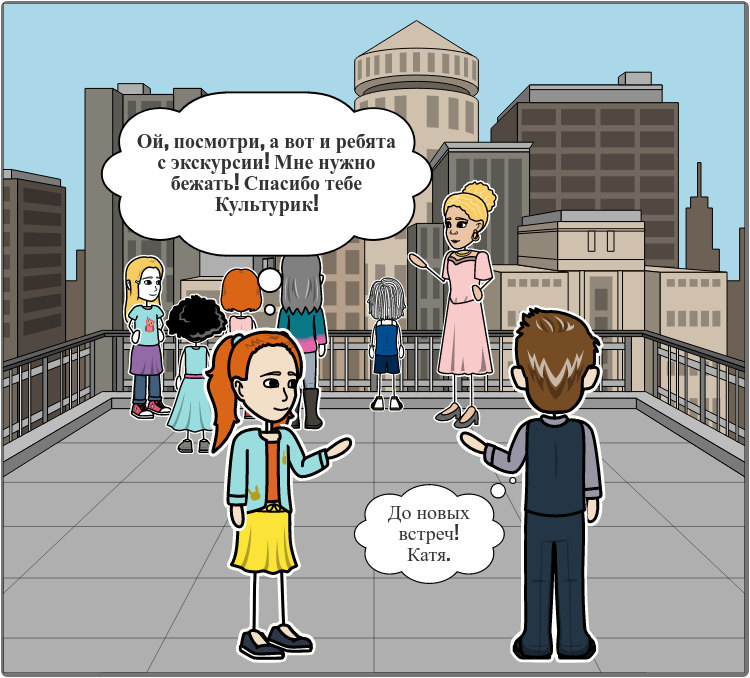 Ой, посмотри, а вот и ребята
с экскурсии! Мне нужно
бежать! Спасибо тебе
Культурик!
До новых
встреч!
Катя.